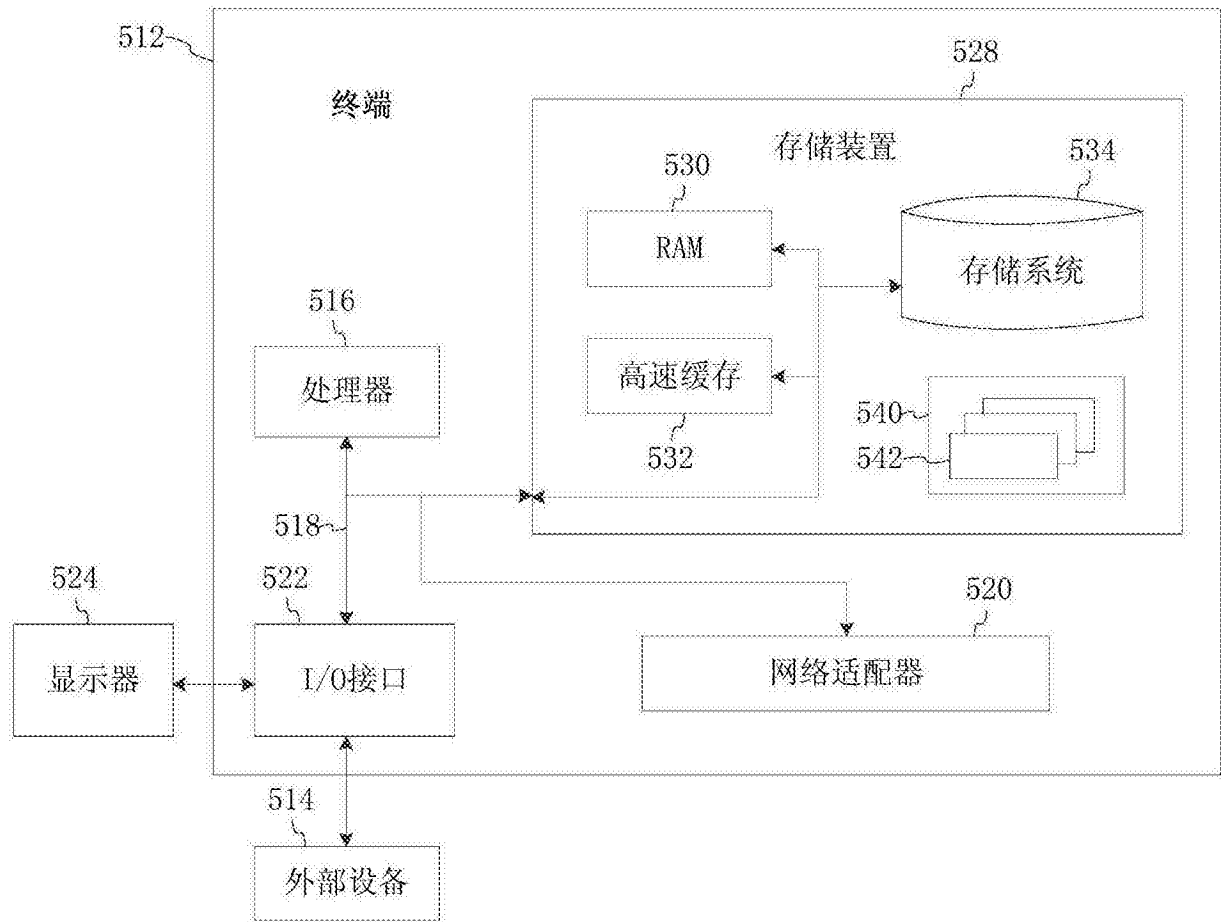 512
终端
528
存储装置
530
RAM
534
存储系统
516
处理器
高速缓存
532
540
542
518
522
I/O接口
524
显示器
520
网络适配器
514
外部设备